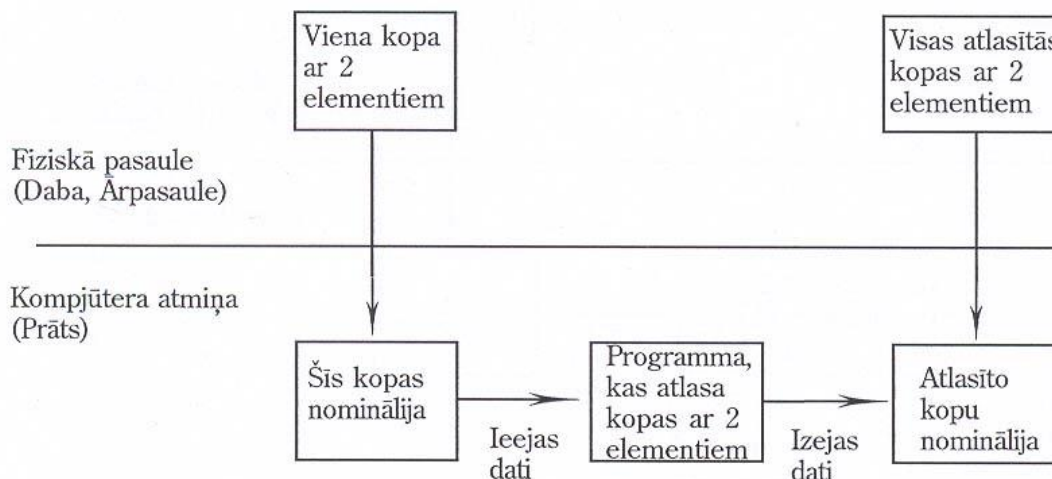 Viena kopa
ar 2
elementiem
Visas atlasītās
kopas ar 2
elementiem
Fiziskā pasaule
(Daba, Ārpasaule)
Kompjūtera atmiņa
(Prāts)
Šīs kopas
nominālija
Ieejas
dati
Programma,
kas atlasa
kopas ar 2
elementiem
Izejas
dati
Atlasīto
kopu
nominālija